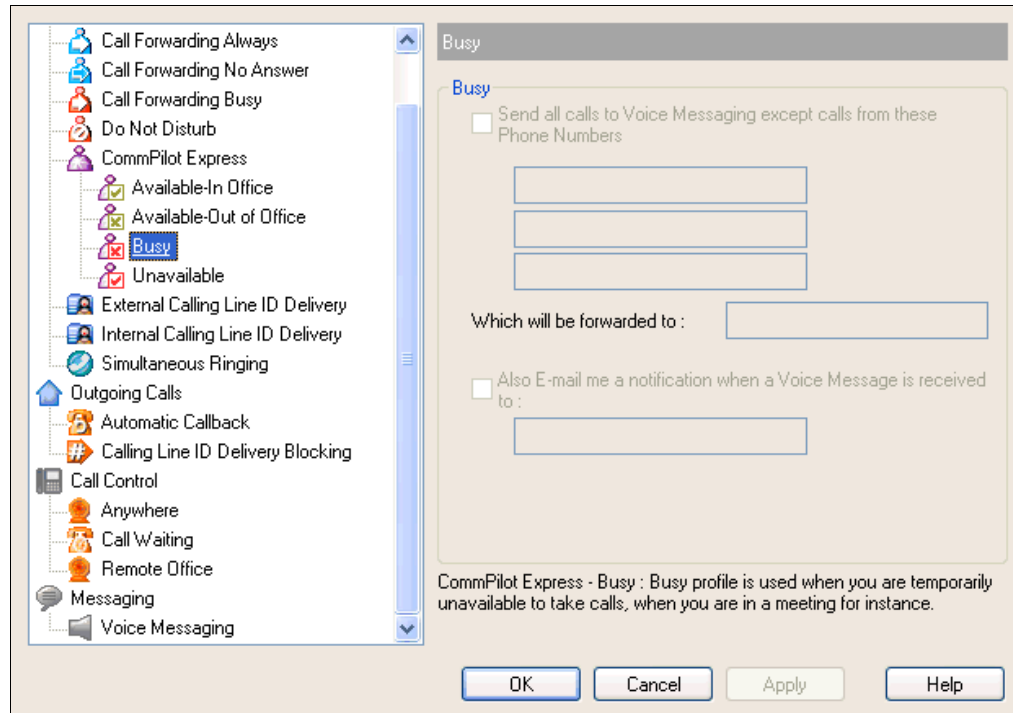 Call Forwarding Always
Call Forwarding No Answer
Call Forwarding Busy
Do Not Disturb
CommPilot Express
Available-In Office
Available-Out of Office
Busy
Unavailable
External Calling Line ID Delivery
Internal Calling Line ID Delivery
Simultaneous Ringing
Outgoing Calls
Automatic Callback
Calling Line ID Delivery Blocking
Call Control
Anywhere
Call Waiting
Remote Office
Messaging
Voice Messaging
Busy
Busy
Send all calls to Voice Messaging except calls from these
Phone Numbers
Which will be forwarded to :
Also E-mail me a notification when a Voice Message is received
to :
CommPilot Express - Busy : Busy profile is used when you are temporarily
unavailable to take calls, when you are in a meeting for instance.
OK
Cancel
Apply
Help